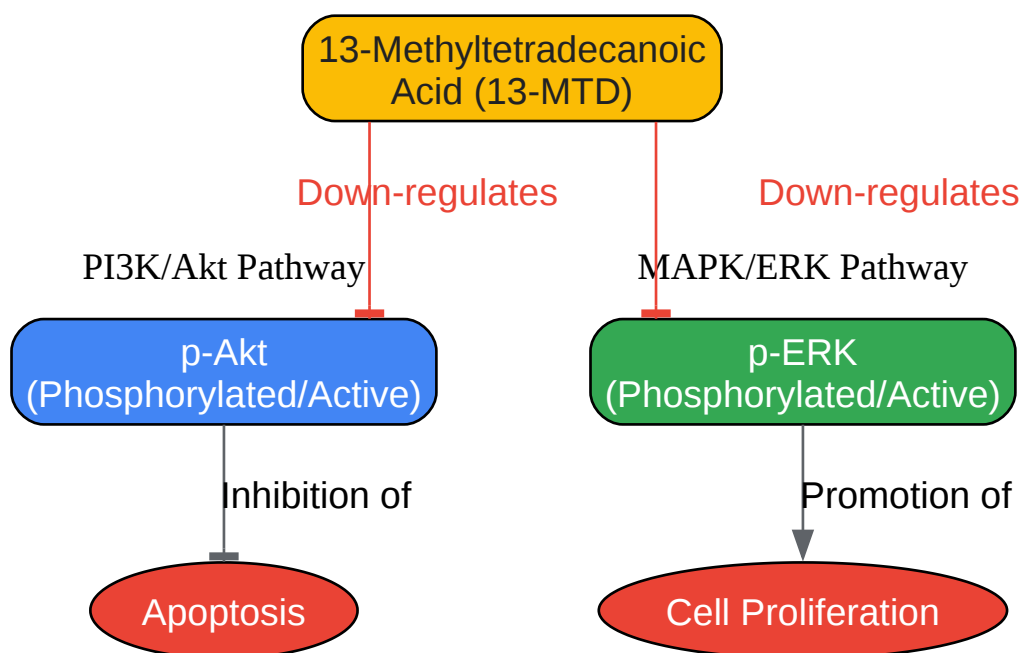 13-Methyltetradecanoic
Acid (13-MTD)
Down-regulates
Down-regulates
PI3K/Akt Pathway
MAPK/ERK Pathway
p-Akt
(Phosphorylated/Active)
p-ERK
(Phosphorylated/Active)
Inhibition of
Promotion of
Apoptosis
Cell Proliferation